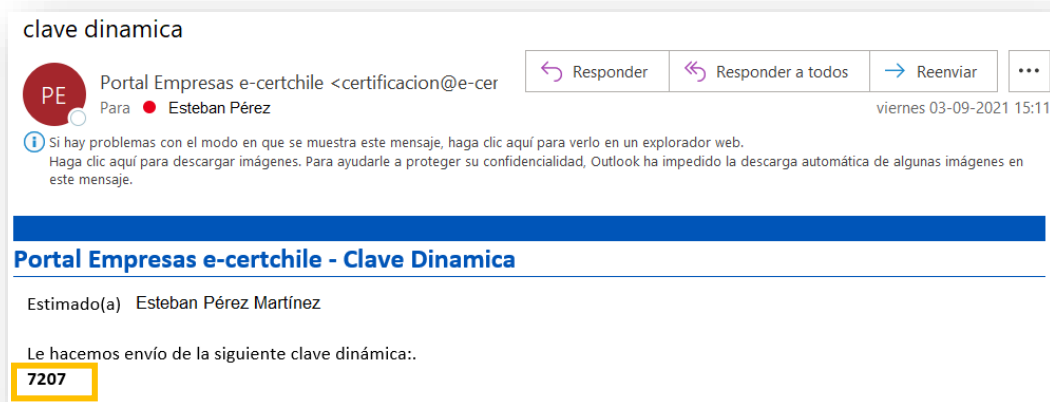 clave dinamica
Responder
Responder a todos
Reenviar
PE
Portal Empresas e-certchile <certificacion@e-cer
Para Esteban Pérez
viernes 03-09-2021 15:11
Si hay problemas con el modo en que se muestra este mensaje, haga clic aquí para verlo en un explorador web.
Haga clic aquí para descargar imágenes. Para ayudarle a proteger su confidencialidad, Outlook ha impedido la descarga automática de algunas imágenes en
este mensaje.
Portal Empresas e-certchile - Clave Dinamica
Estimado(a) Esteban Pérez Martínez
Le hacemos envío de la siguiente clave dinámica:.
7207